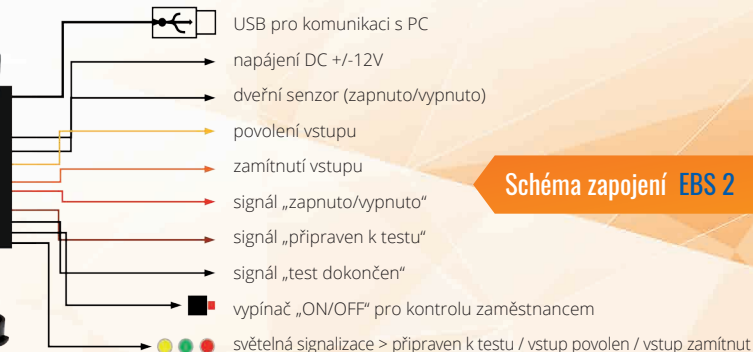 USB pro komunikaci s PC
napájení DC +/-12V
dveřní senzor (zapnuto/vypnuto)
povolení vstupu
zamítnutí vstupu
Schéma zapojení EBS 2
signál „zapnuto/vypnuto“
signál „připraven k testu“
signál „test dokončen“
vypínač „ON/OFF“ pro kontrolu zaměstnancem
světelná signalizace > připraven k testu / vstup povolen / vstup zamítnut